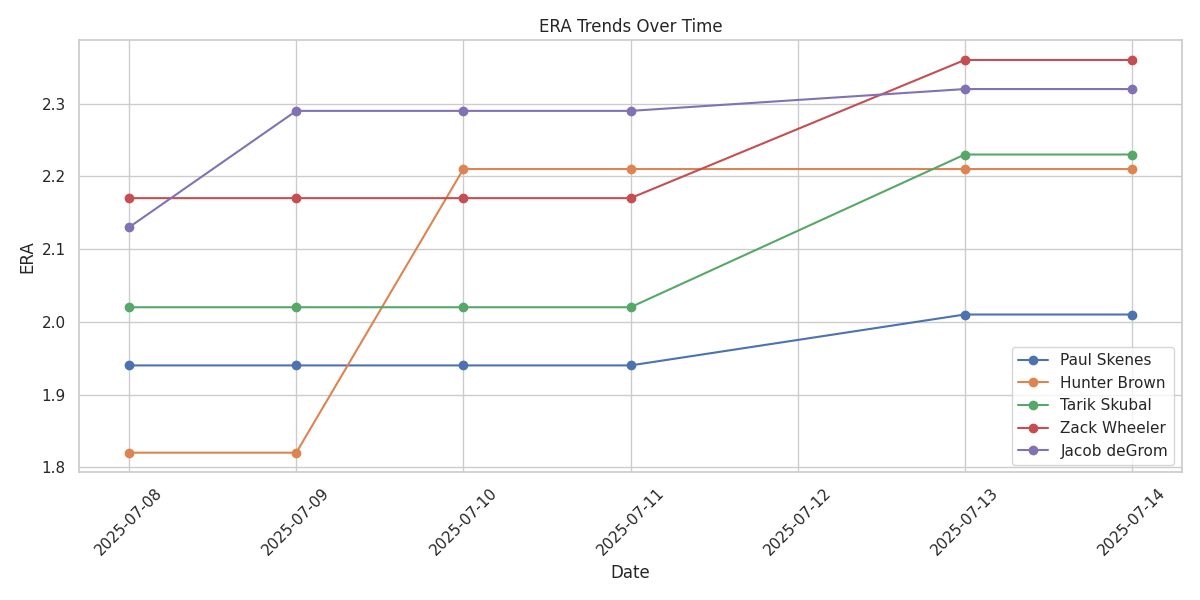 ERA Trends Over Time
ERA
2.3
2.2
2.1
2.0
1.9
1.8
Paul Skenes
Hunter Brown
Tarik Skubal
Zack Wheeler
Jacob deGrom
2025-07-08
2025-07-09
2025-07-10
2025-07-11
2025-07-12
2025-07-13
2025-07-14
Date